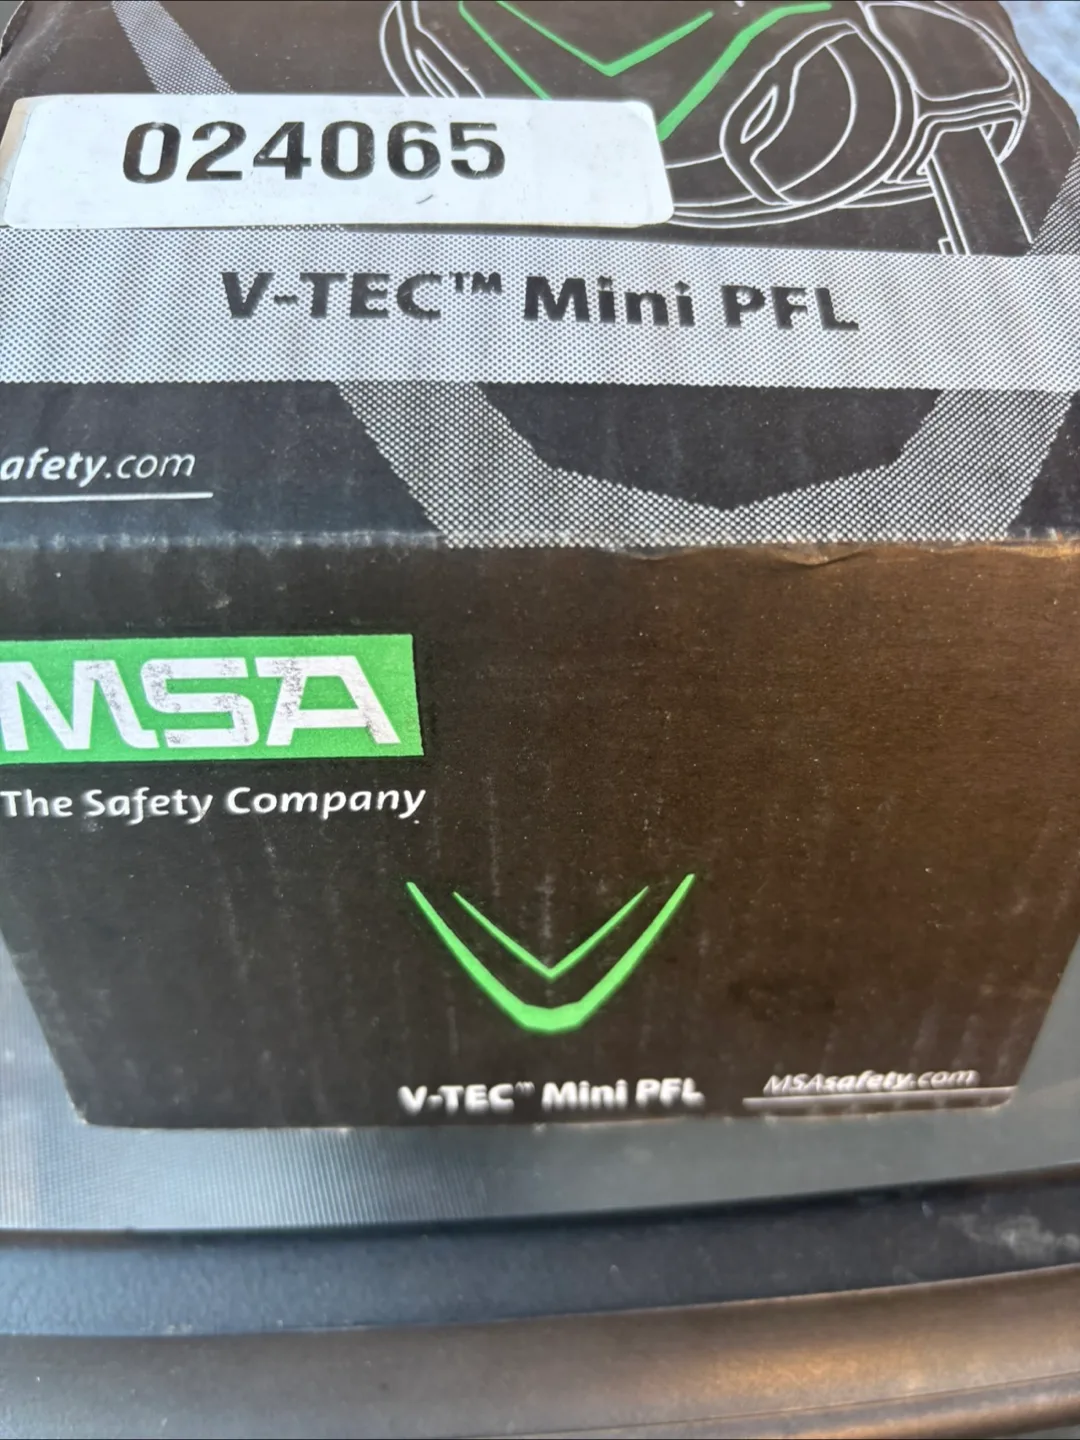 024065
V-TEC™ Mini PFL
afety.com
MSA
The Safety Company
V-TEC™ Mini PFL
MSAsafety.com